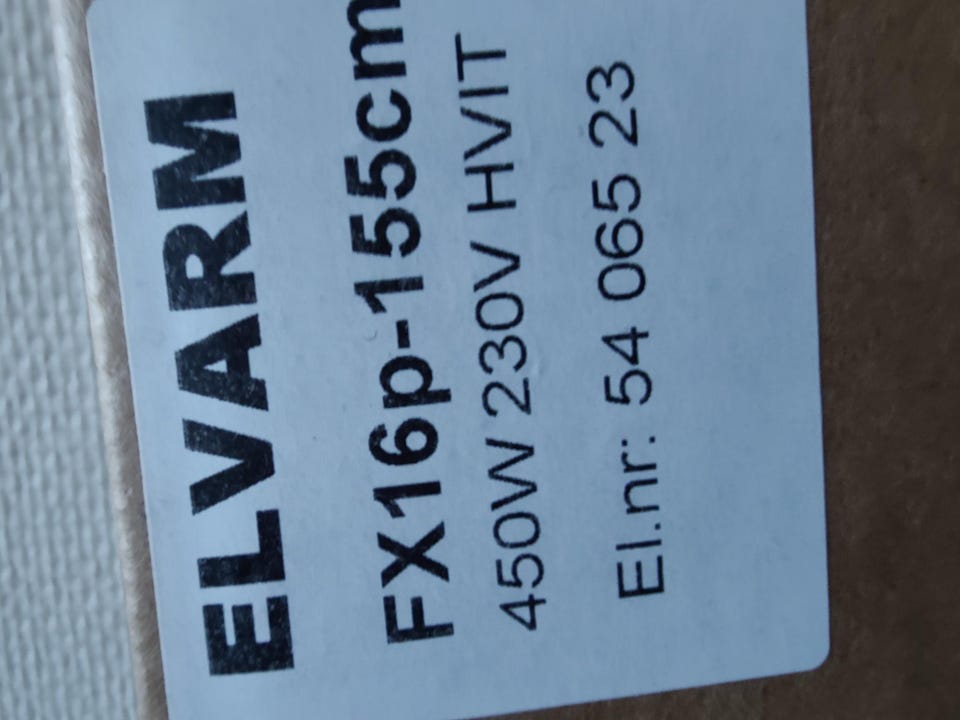 ELVARM
FX16p-155cm
450W 230V HVIT
El.nr: 54 065 23